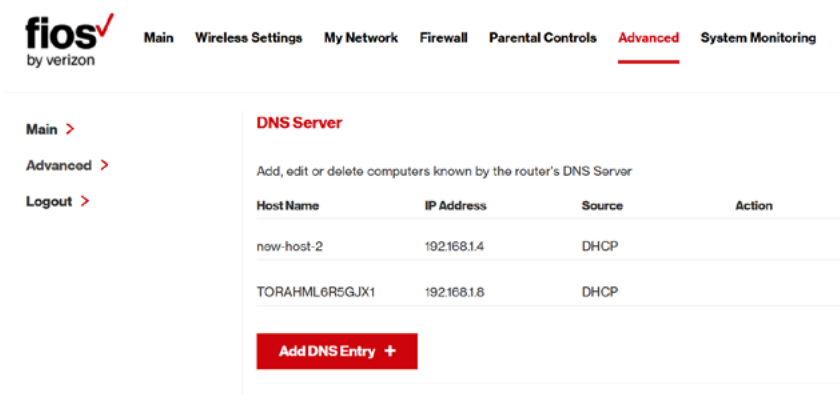 fios
by verizon
Main Wireless Settings My Network Firewall Parental Controls Advanced System Monitoring
Main >
Advanced >
Logout >
DNS Server
Add, edit or delete computers known by the router's DNS Server
Host Name IP Address Source Action
new-host-2 192.168.1.4 DHCP
TORAHML6R5GJX1 192.168.1.8 DHCP
Add DNS Entry +